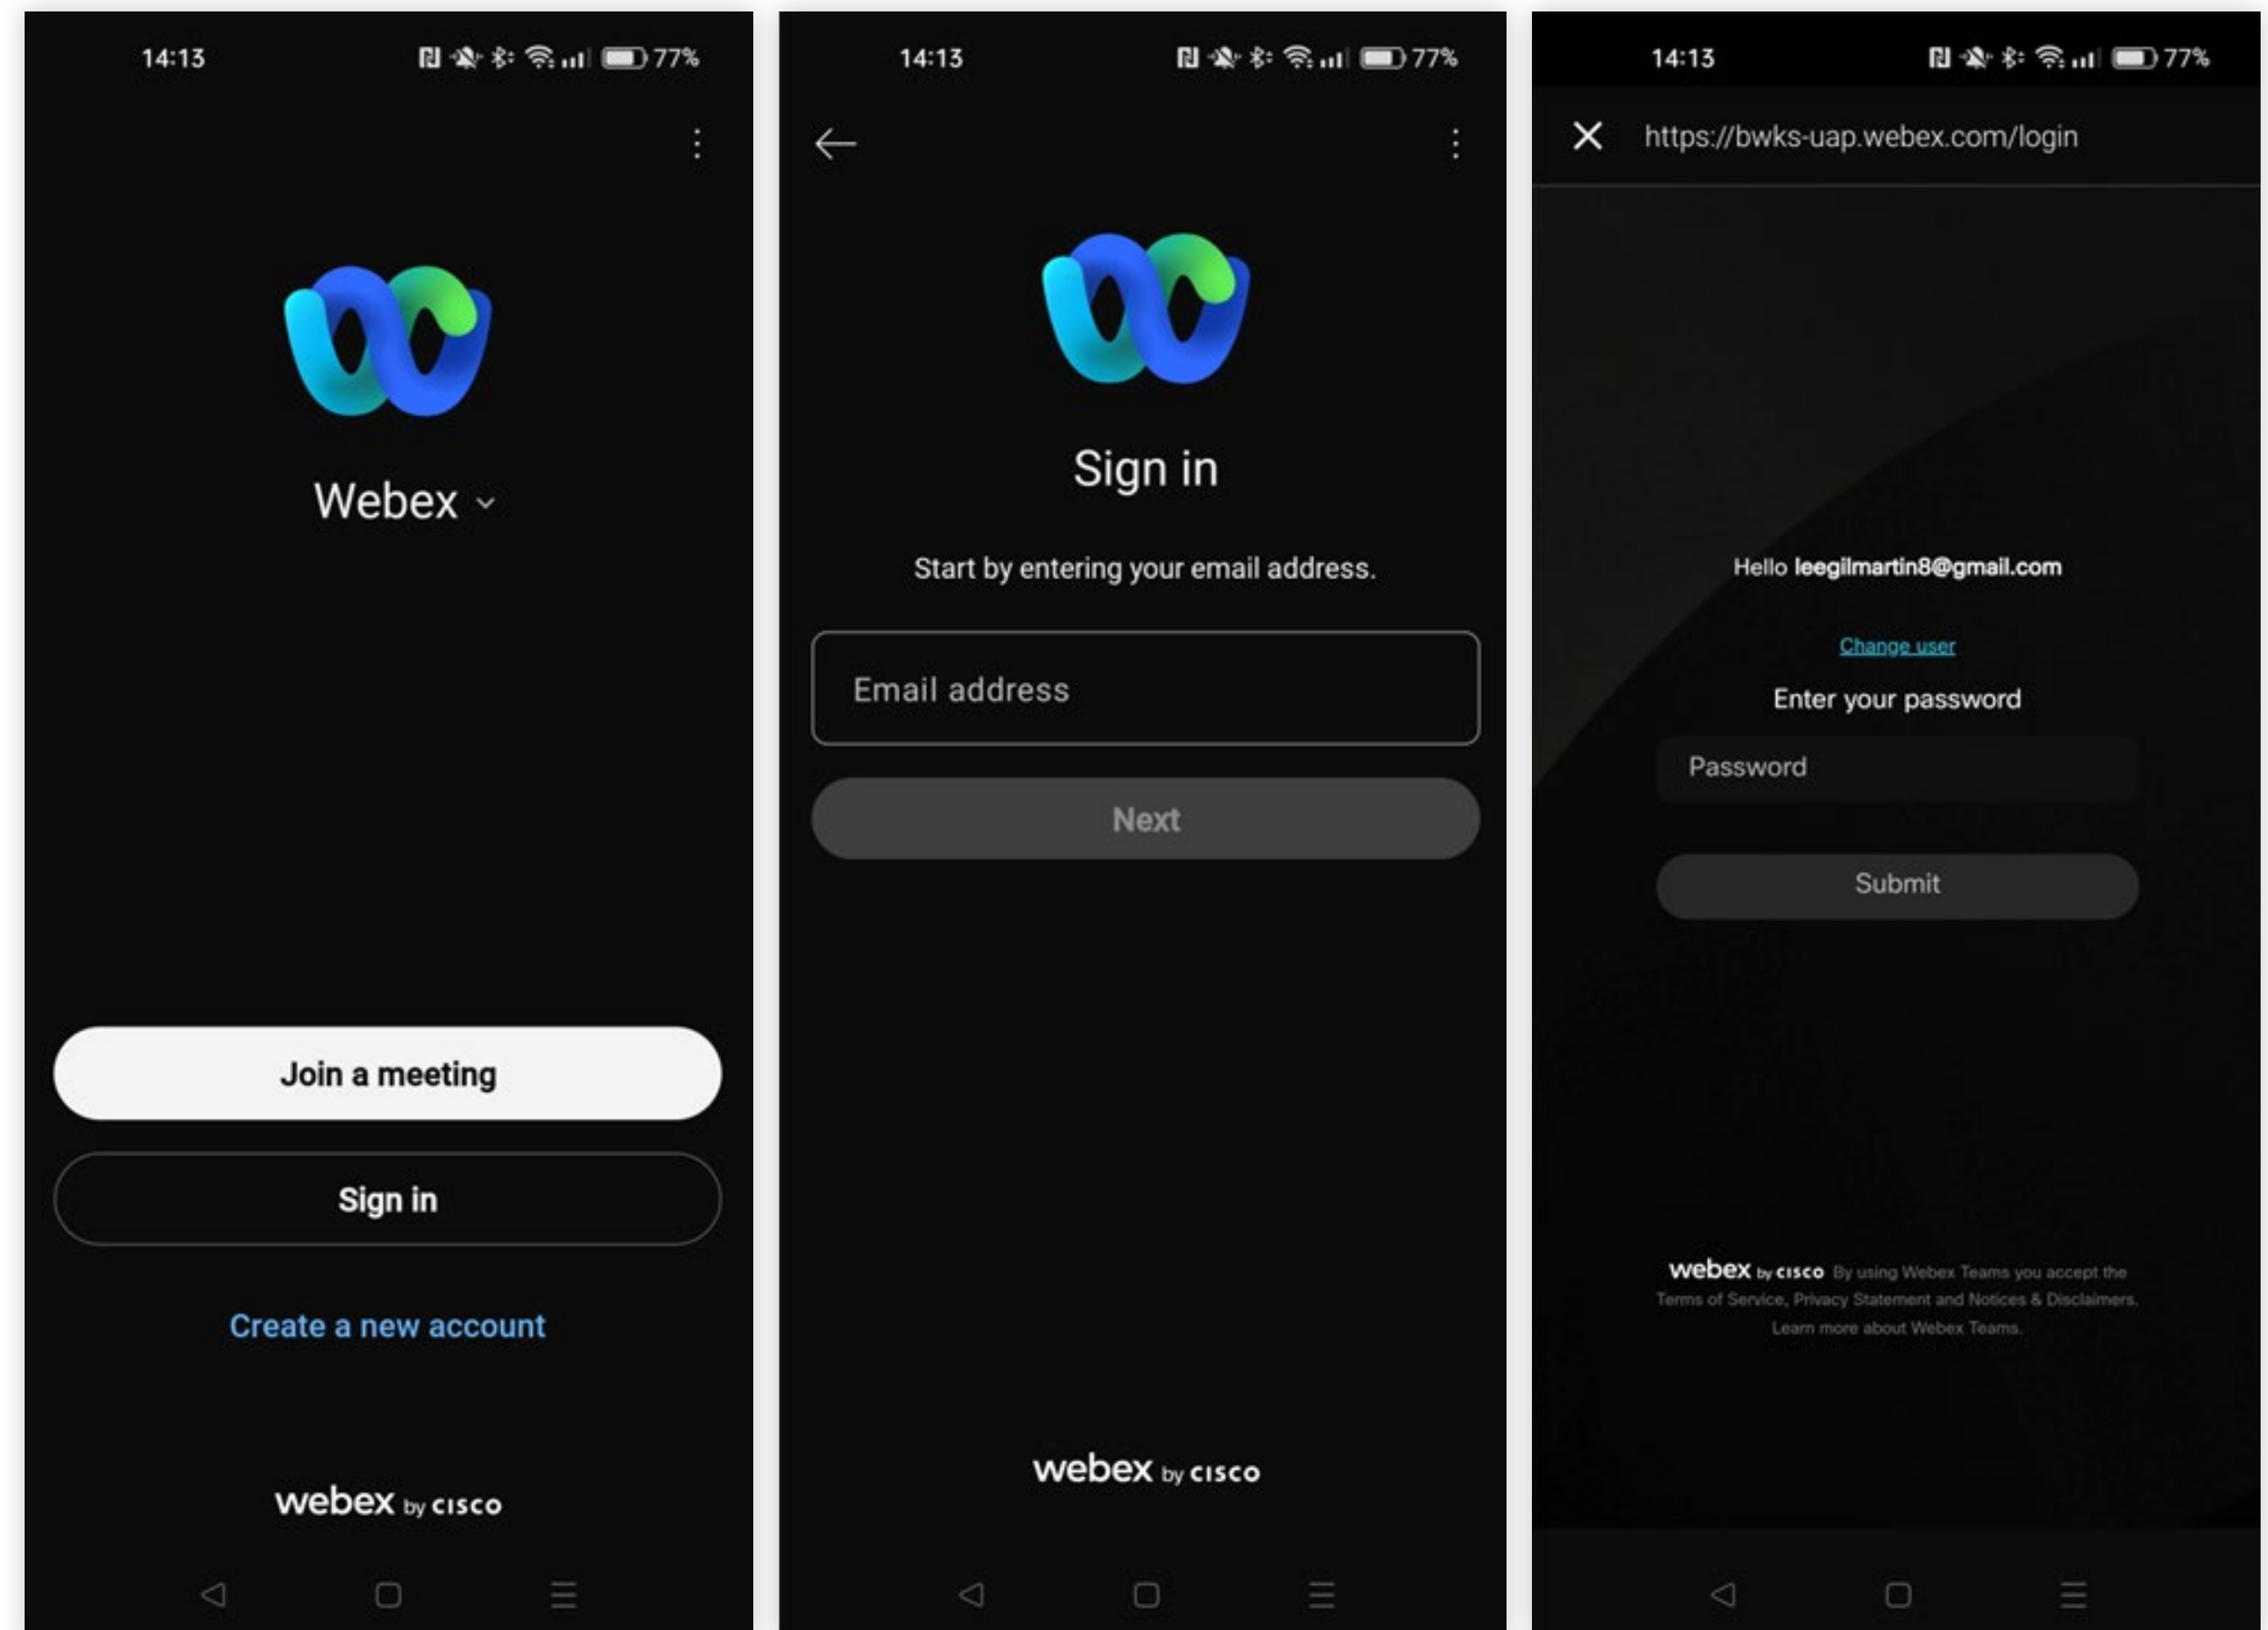 14:13
77%
Webex
Join a meeting
Sign in
Create a new account
webex by CISCO
14:13
77%
Sign in
Start by entering your email address.
Email address
Next
webex by CISCO
14:13
77%
https://bwks-uap.webex.com/login
Hello leegilmartin8@gmail.com
Change user
Enter your password
Password
Submit
webex by CISCO By using Webex Teams you accept the
Terms of Service, Privacy Statement and Notices & Disclaimers.
Learn more about Webex Teams.